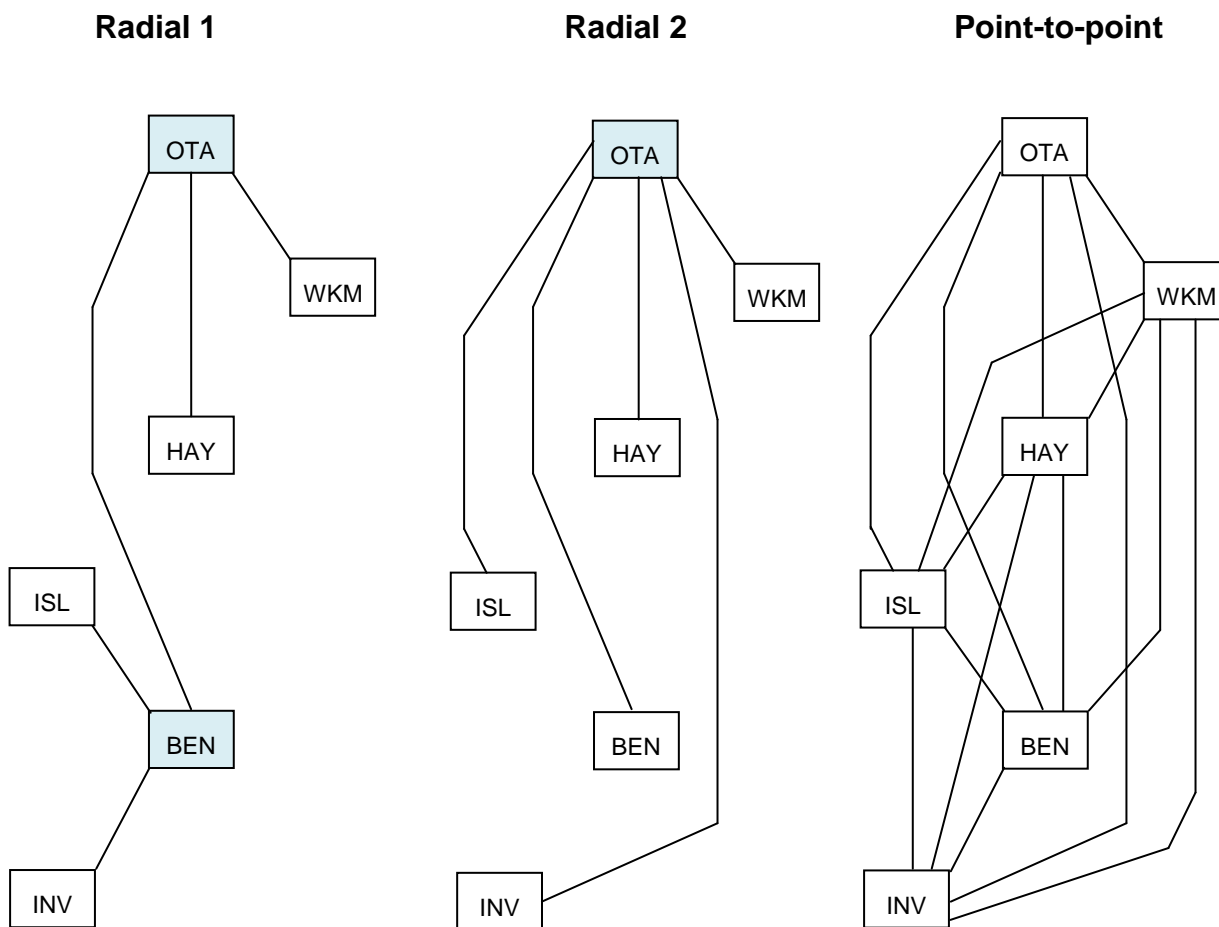 Radial 1
OTA
WKM
HAY
ISL
BEN
INV
Radial 2
OTA
WKM
HAY
ISL
BEN
INV
Point-to-point
OTA
WKM
HAY
ISL
BEN
INV